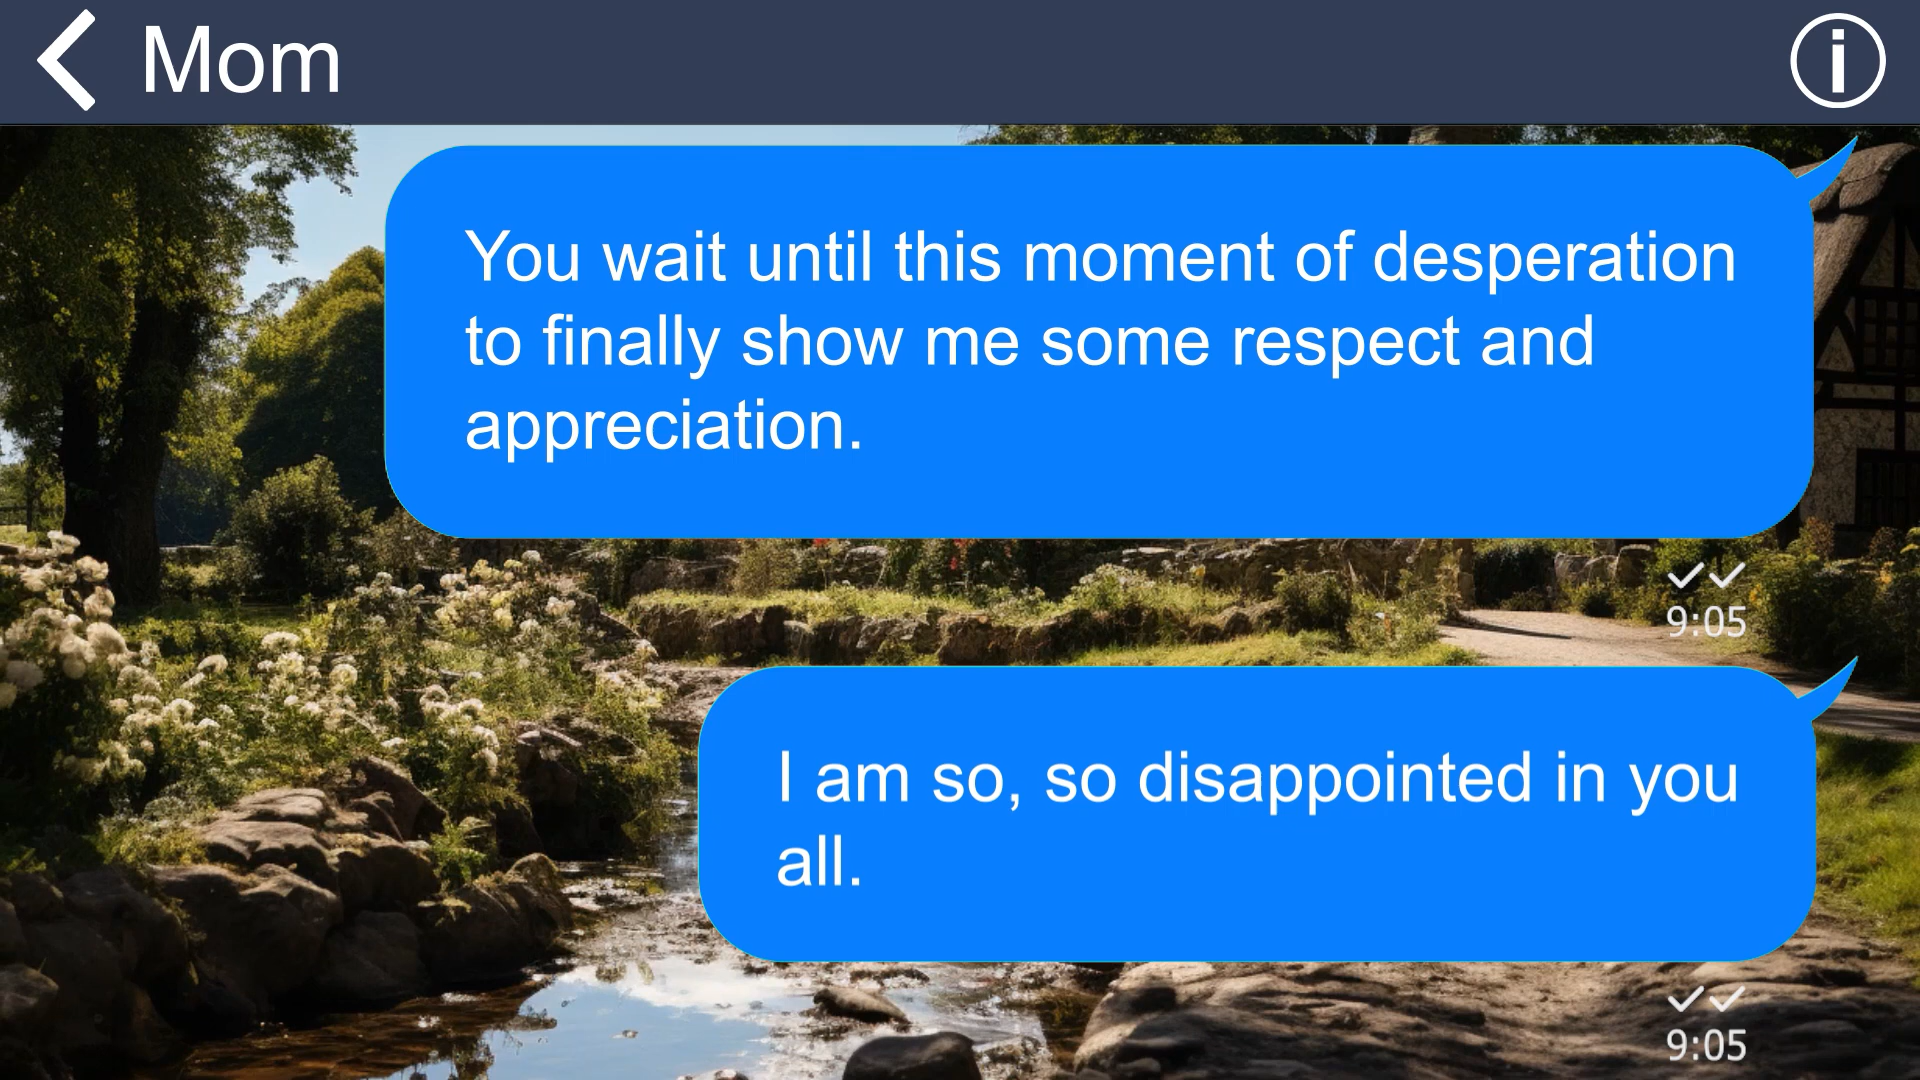 Mom
You wait until this moment of desperation
to finally show me some respect and
appreciation.
9:05
I am so, so disappointed in you
all.
9:05